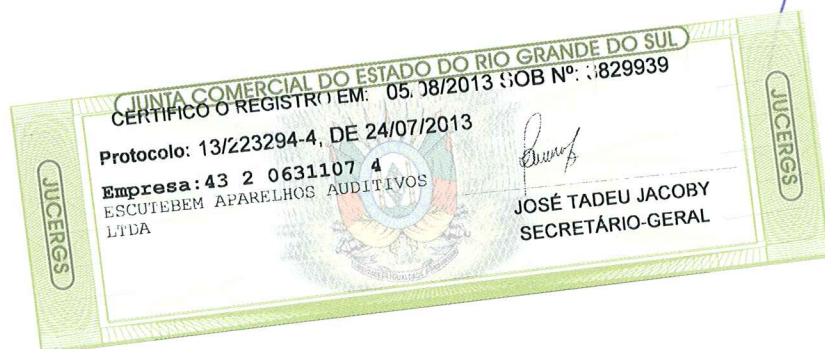 JUNTA COMERCIAL DO ESTADO DO RIO GRANDE DO SUL
CERTIFICO O REGISTRO EM: 05/08/2013 SOB Nº: 3829939
Protocolo: 13/223294-4, DE 24/07/2013
Empresa:43 2 0631107 4
ESCUTEBEM APARELHOS AUDITIVOS
LTDA
JOSÉ TADEU JACOBY
SECRETÁRIO-GERAL
JUCERGS
JUCERGS